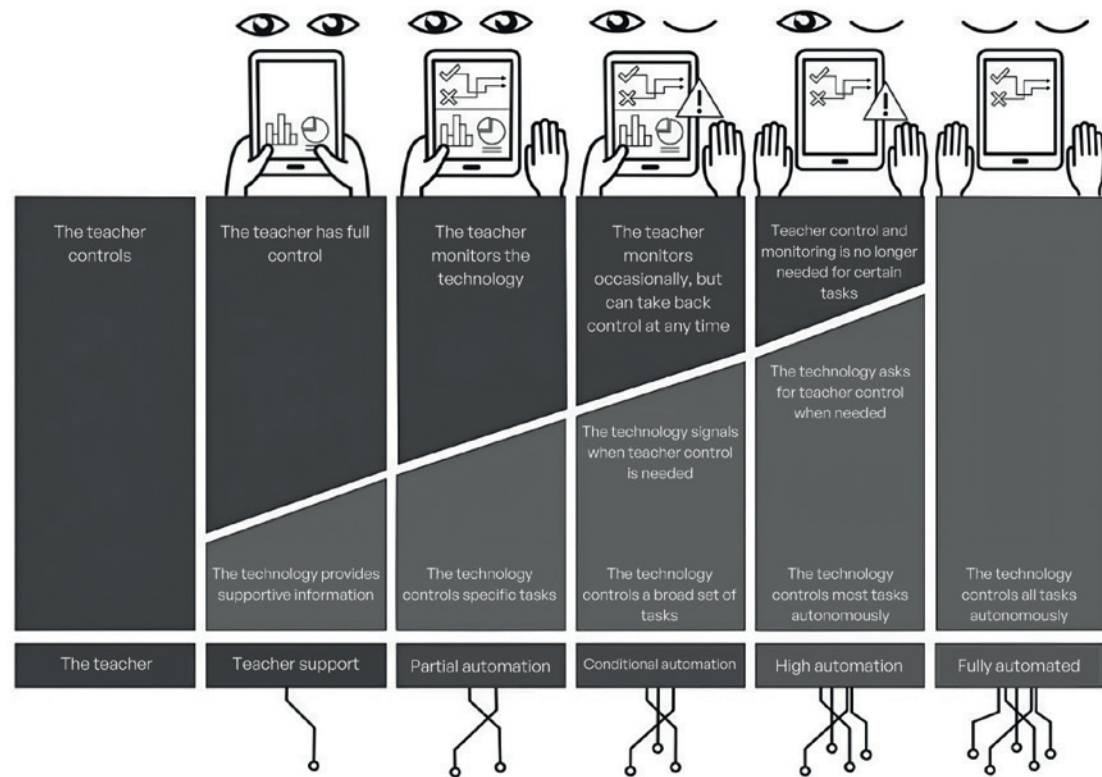 The teacher
controls
The teacher has full
control
The teacher
monitors the
technology
The teacher
monitors
occasionally, but
can take back
control at any time
Teacher control and
monitoring is no longer
needed for certain
tasks
The technology asks
for teacher control
when needed
The technology signals
when teacher control
is needed
The technology provides
supportive information
The technology
controls specific tasks
The technology
controls a broad set of
tasks
The technology
controls most tasks
autonomously
The technology
controls all tasks
autonomously
The teacher
Teacher support
Partial automation
Conditional automation
High automation
Fully automated